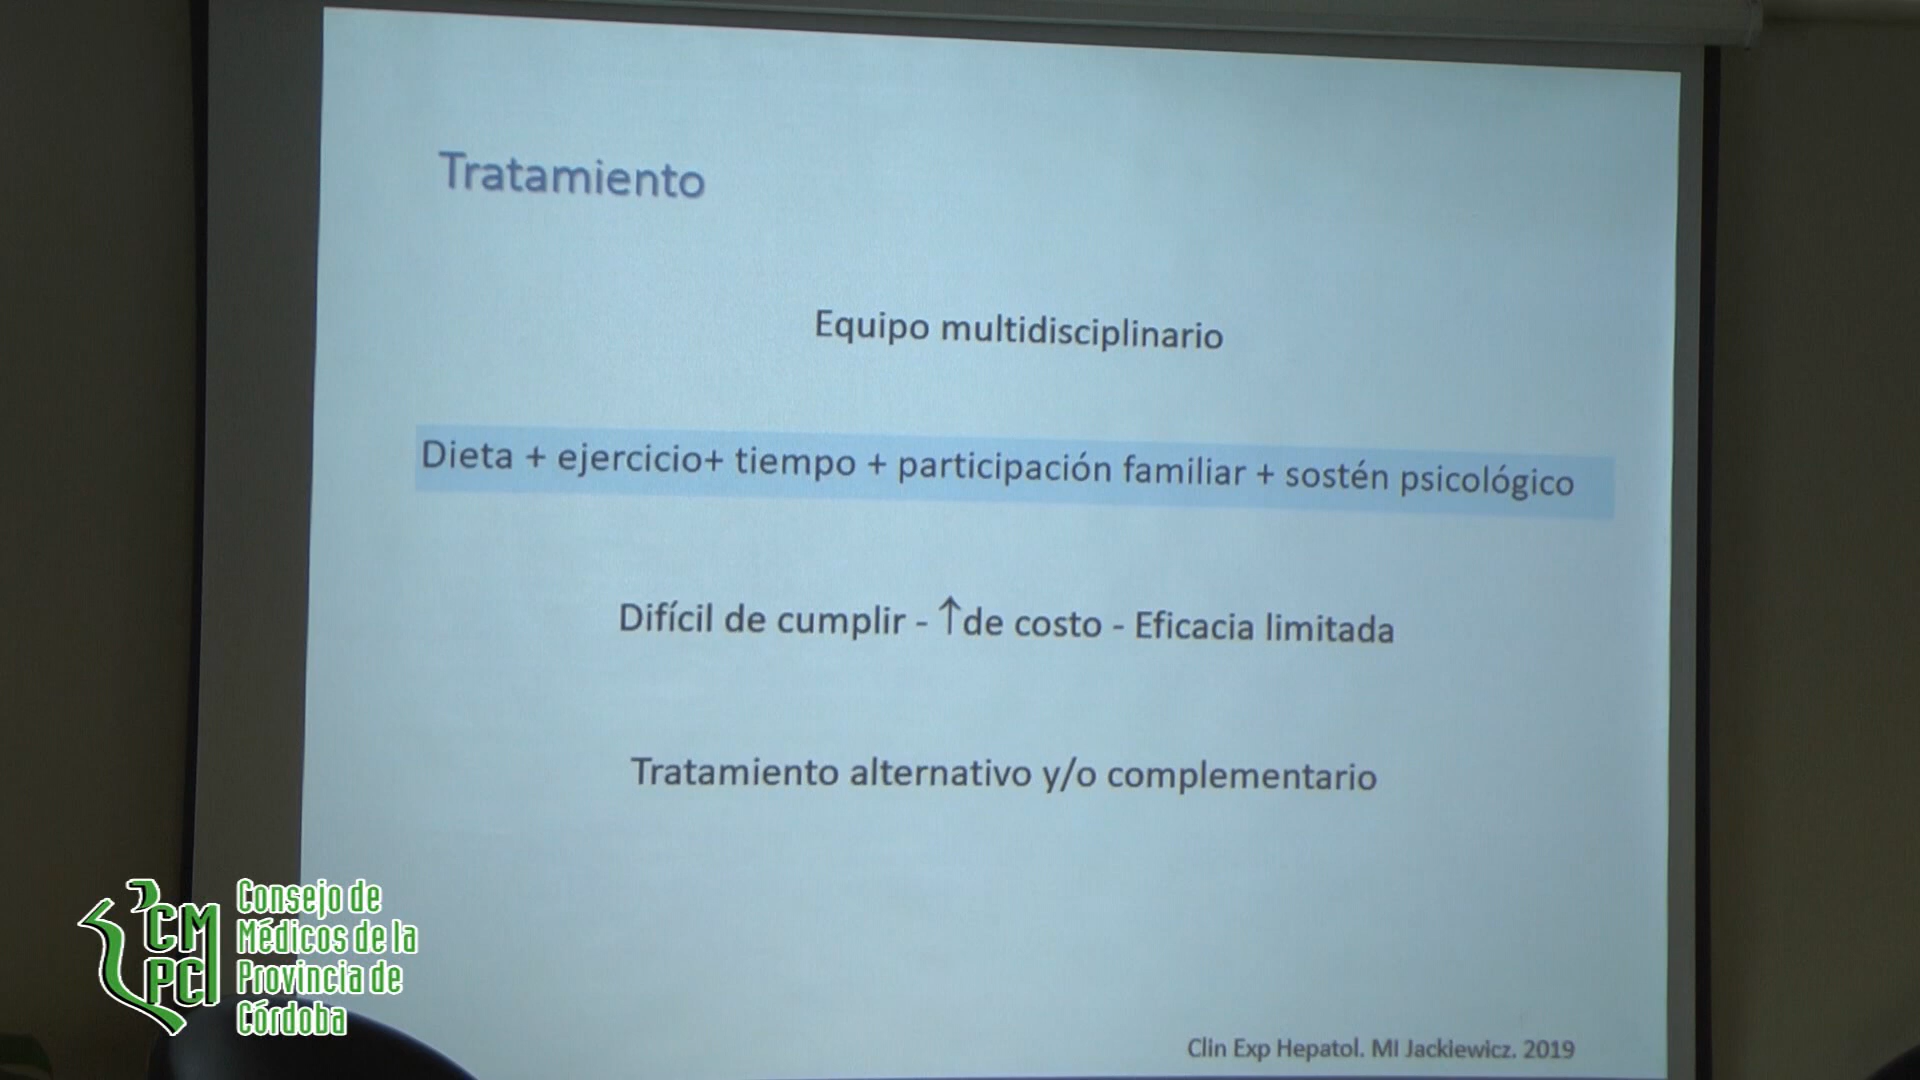 Tratamiento
Equipo multidisciplinario
Dieta + ejercicio+ tiempo + participación familiar + sostén psicológico
Difícil de cumplir - ↑de costo - Eficacia limitada
Tratamiento alternativo y/o complementario
Clin Exp Hepatol. MI Jackiewicz. 2019
CM
PC
Consejo de
Médicos de la
Provincia de
Córdoba